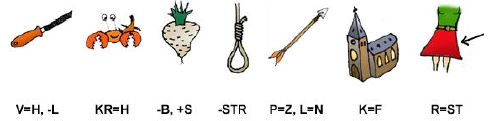 V=H, -L KR=H -B, +S -STR P=Z, L=N K=F R=ST